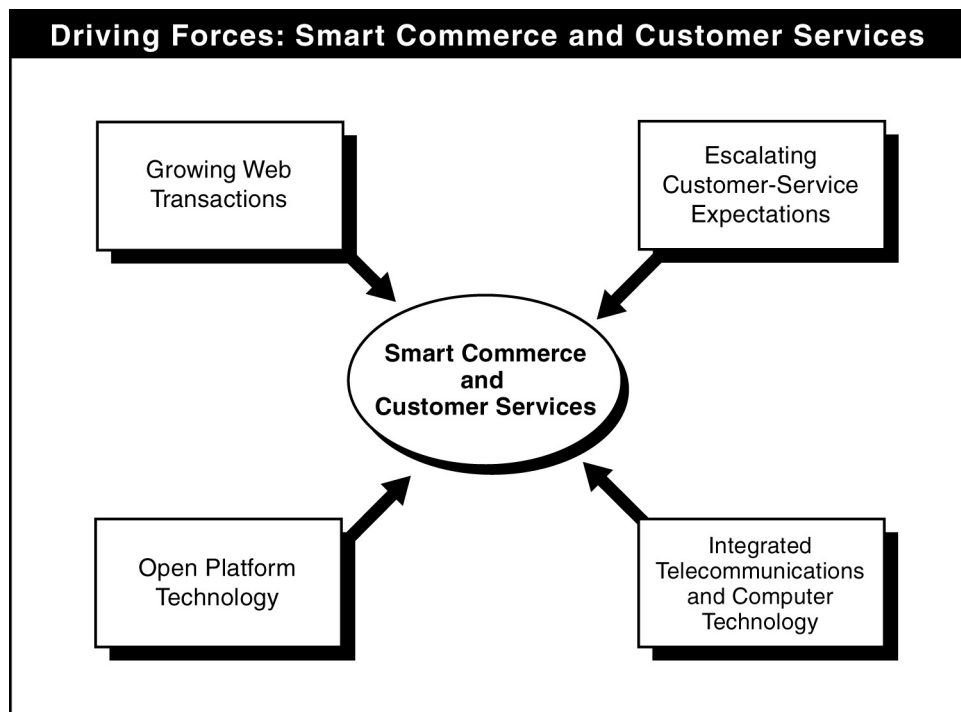 Driving Forces: Smart Commerce and Customer Services
Growing Web
Transactions
Escalating
Customer-Service
Expectations
Smart Commerce
and
Customer Services
Open Platform
Technology
Integrated
Telecommunications
and Computer
Technology